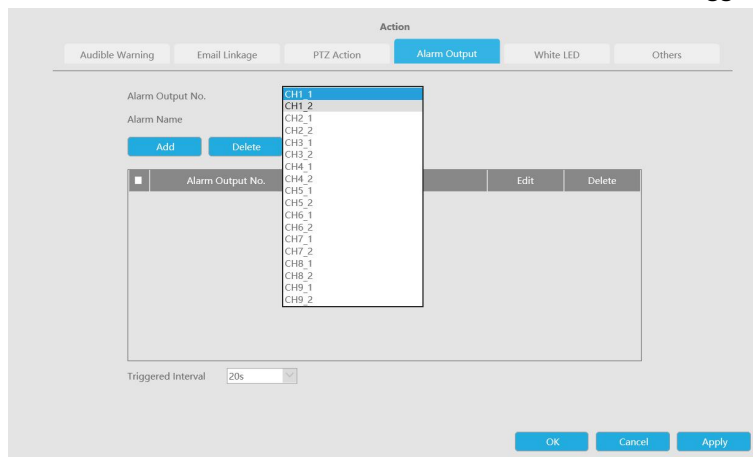 Action
Audible Warning Email Linkage PTZ Action Alarm Output White LED Others
Alarm Output No.
Alarm Name
CH1_1
CH1_2
CH2_1
CH2_2
CH3_1
CH3_2
CH4_1
CH4_2
CH5_1
CH5_2
CH6_1
CH6_2
CH7_1
CH7_2
CH8_1
CH8_2
CH9_1
CH9_2
Add Delete
Alarm Output No. Edit Delete
Triggered Interval 20s
OK Cancel Apply